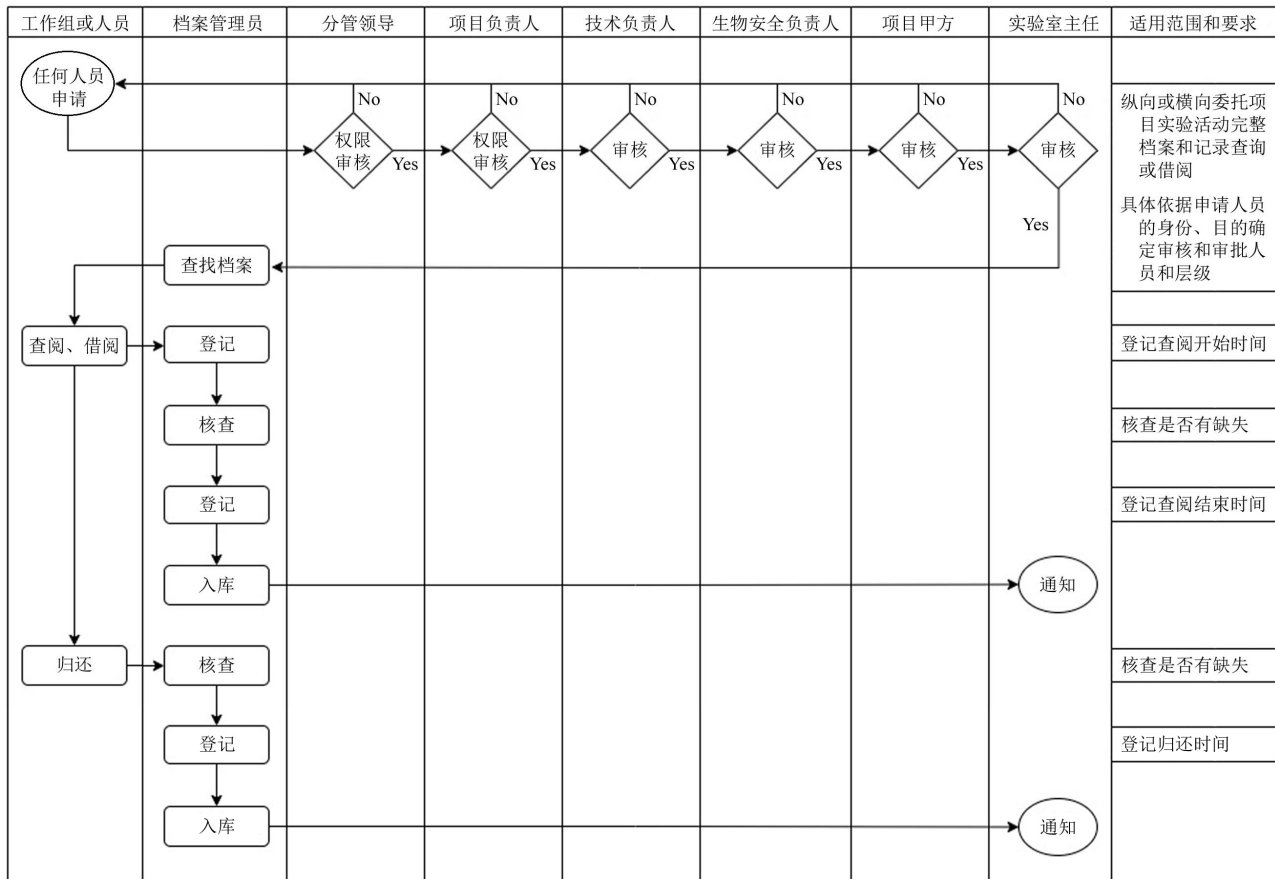 工作组或人员 档案管理员 分管领导 项目负责人 技术负责人 生物安全负责人 项目甲方 实验室主任 适用范围和要求
任何人员
申请
No No No No No No
权限
审核
权限
审核
审核
审核
审核
审核
Yes Yes Yes Yes Yes
Yes
纵向或横向委托项
目实验活动完整
档案和记录查询
或借阅
具体依据申请人员
的身份、目的确
定审核和审批人
员和层级
查找档案
查阅、借阅 登记 登记查阅开始时间
核查 核查是否有缺失
登记 登记查阅结束时间
入库 通知
归还 核查 核查是否有缺失
登记 登记归还时间
入库 通知